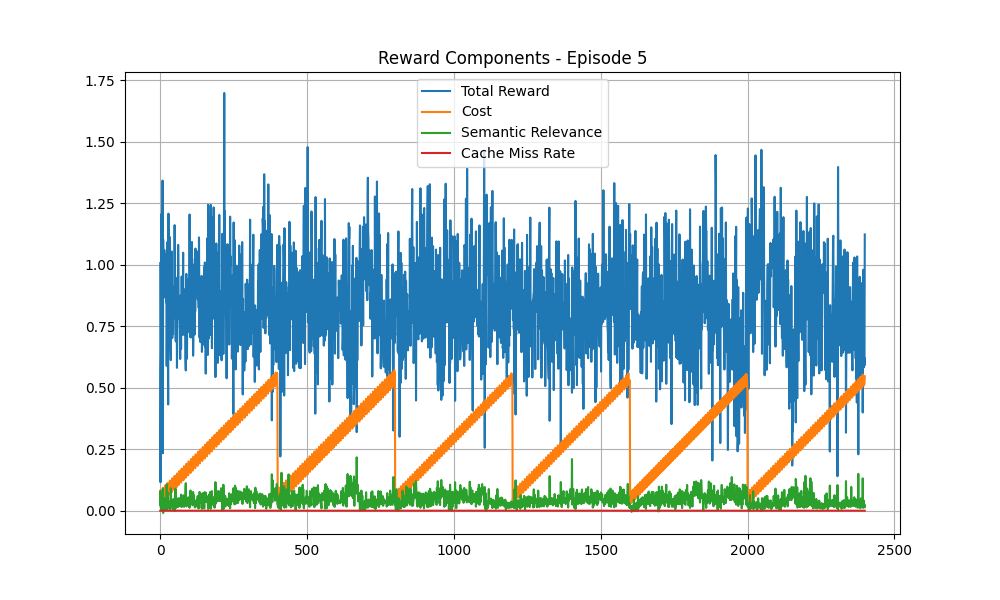 Reward Components - Episode 5
1.75
1.50
1.25
1.00
0.75
0.50
0.25
0.00
Total Reward
Cost
Semantic Relevance
Cache Miss Rate
0
500
1000
1500
2000
2500